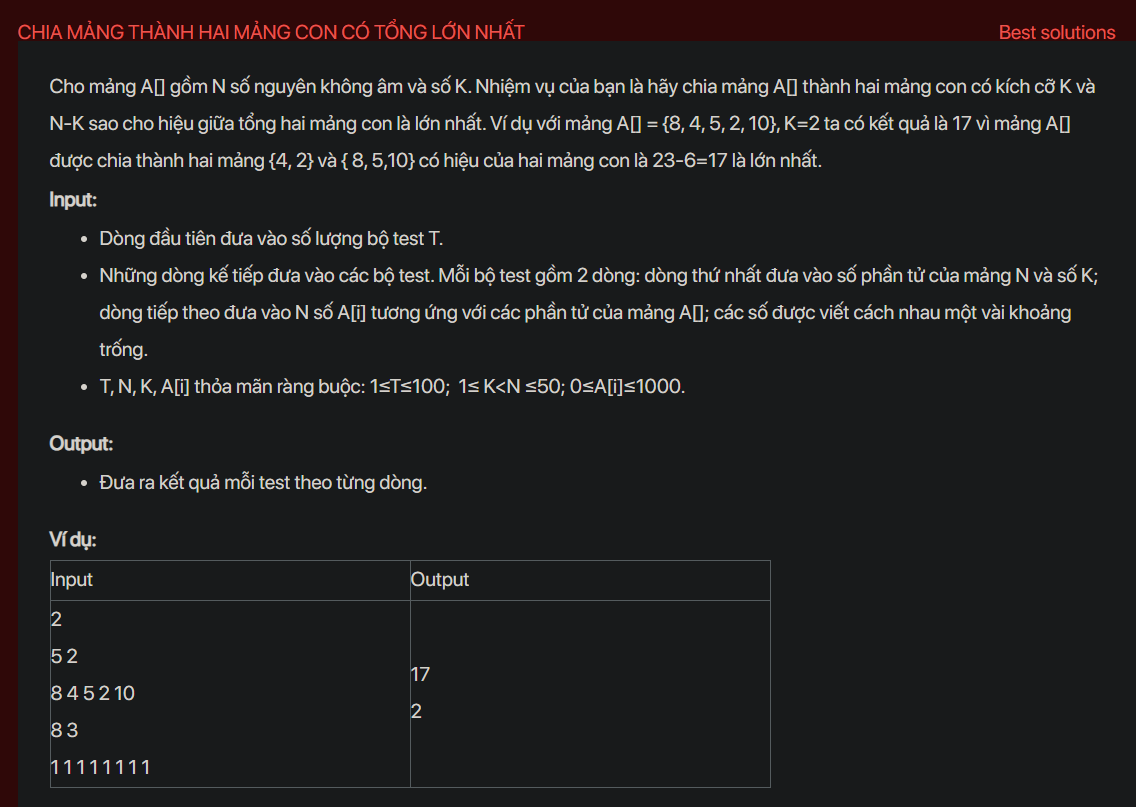 CHIA MẢNG THÀNH HAI MẢNG CON CÓ TỔNG LỚN NHẤT
Best solutions
Cho mảng A[] gồm N số nguyên không âm và số K. Nhiệm vụ của bạn là hãy chia mảng A[] thành hai mảng con có kích cỡ K và
N-K sao cho hiệu giữa tổng hai mảng con là lớn nhất. Ví dụ với mảng A[] = {8, 4, 5, 2, 10}, K=2 ta có kết quả là 17 vì mảng A[]
được chia thành hai mảng {4, 2} và { 8, 5,10} có hiệu của hai mảng con là 23-6=17 là lớn nhất.
Input:
• Dòng đầu tiên đưa vào số lượng bộ test T.
• Những dòng kế tiếp đưa vào các bộ test. Mỗi bộ test gồm 2 dòng: dòng thứ nhất đưa vào số phần tử của mảng N và số K;
dòng tiếp theo đưa vào N số A[i] tương ứng với các phần tử của mảng A[]; các số được viết cách nhau một vài khoảng
trống.
• T, N, K, A[i] thỏa mãn ràng buộc: 1≤T≤100;  1≤ K<N ≤50; 0≤A[i]≤1000.
Output:
• Đưa ra kết quả mỗi test theo từng dòng.
Ví dụ:
Input
Output
2
5 2
8 4 5 2 10
8 3
1 1 1 1 1 1 1 1
17
2